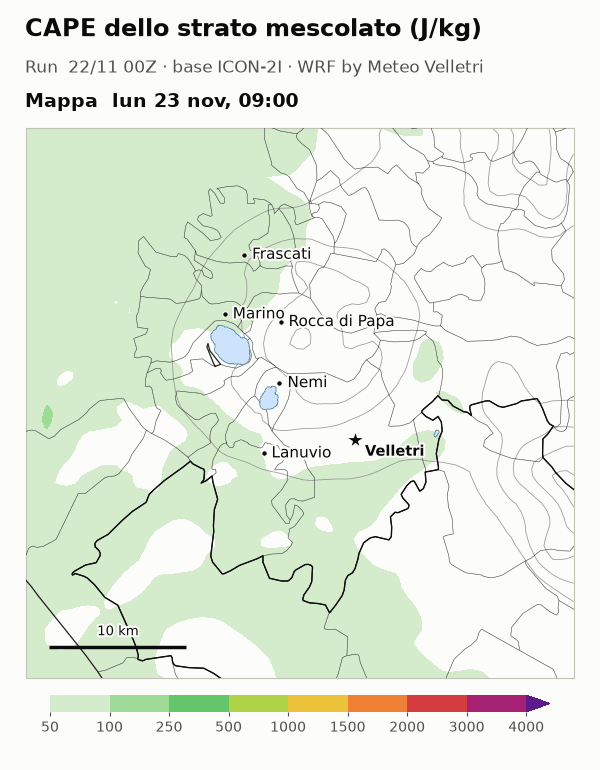 CAPE dello strato mescolato (J/kg)
Run  22/11 00Z · base ICON-2I · WRF by Meteo Velletri
Mappa  lun 23 nov, 09:00
Frascati
Marino
Rocca di Papa
Nemi
Velletri
Lanuvio
10 km
50 100 250 500 1000 1500 2000 3000 4000